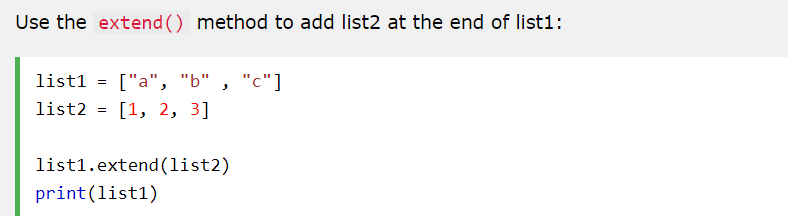 Use the extend() method to add list2 at the end of list1:
list1 = ["a", "b" , "c"]
list2 = [1, 2, 3]
list1.extend(list2)
print(list1)